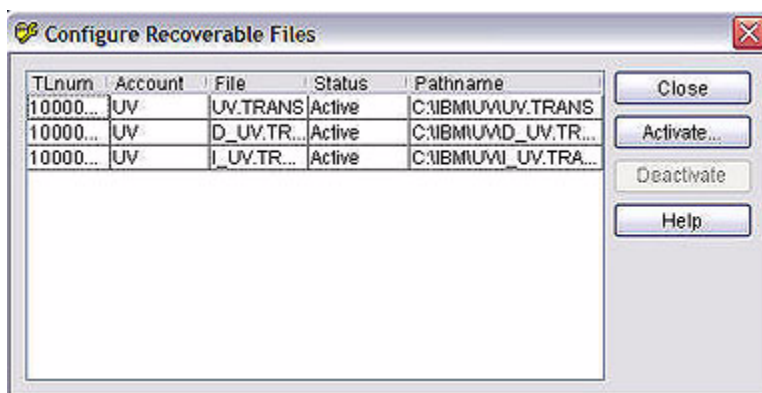 Configure Recoverable Files
TLnum Account File Status Pathname
10000... UV UV.TRANS Active C:\IBM\UV\UV.TRANS
10000... UV D_UV.TR... Active C:\IBM\UV\D_UV.TR...
10000... UV I_UV.TR... Active C:\IBM\UV\I_UV.TRA...
Close
Activate...
Deactivate
Help